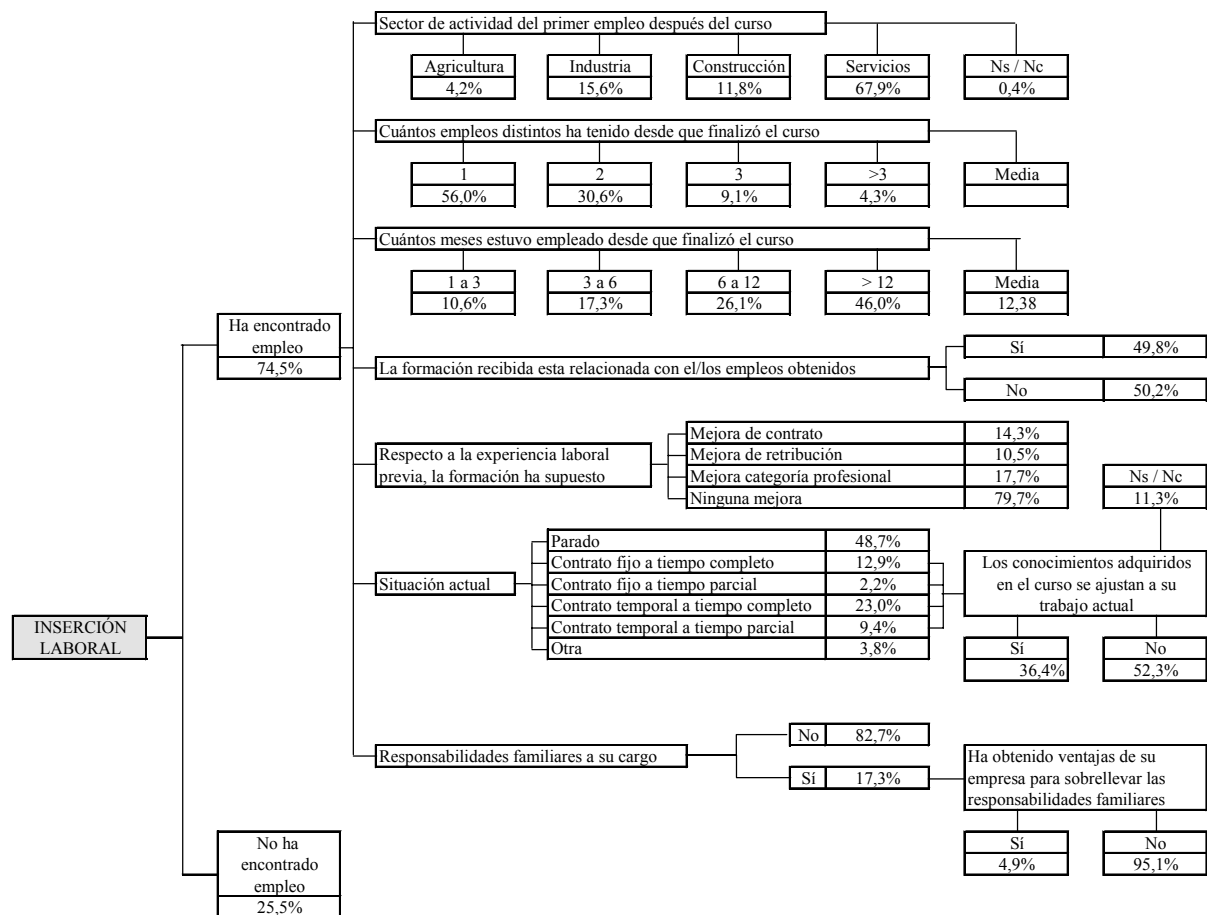 Sector de actividad del primer empleo después del curso
Agricultura Industria Construcción Servicios Ns / Nc
4,2% 15,6% 11,8% 67,9% 0,4%
Cuántos empleos distintos ha tenido desde que finalizó el curso
1 2 3 >3 Media
56,0% 30,6% 9,1% 4,3%
Cuántos meses estuvo empleado desde que finalizó el curso
1 a 3 3 a 6 6 a 12 > 12 Media
10,6% 17,3% 26,1% 46,0% 12,38
Ha encontrado
empleo
74,5%
La formación recibida esta relacionada con el/los empleos obtenidos
Sí 49,8%
No 50,2%
Respecto a la experiencia laboral
previa, la formación ha supuesto
Mejora de contrato 14,3%
Mejora de retribución 10,5%
Mejora categoría profesional 17,7%
Ninguna mejora 79,7%
Ns / Nc
11,3%
Situación actual
Parado 48,7%
Contrato fijo a tiempo completo 12,9%
Contrato fijo a tiempo parcial 2,2%
Contrato temporal a tiempo completo 23,0%
Contrato temporal a tiempo parcial 9,4%
Otra 3,8%
Los conocimientos adquiridos
en el curso se ajustan a su
trabajo actual
Sí No
36,4% 52,3%
INSERCIÓN
LABORAL
Responsabilidades familiares a su cargo
No 82,7%
Sí 17,3%
Ha obtenido ventajas de su
empresa para sobrellevar las
responsabilidades familiares
Sí No
4,9% 95,1%
No ha
encontrado
empleo
25,5%